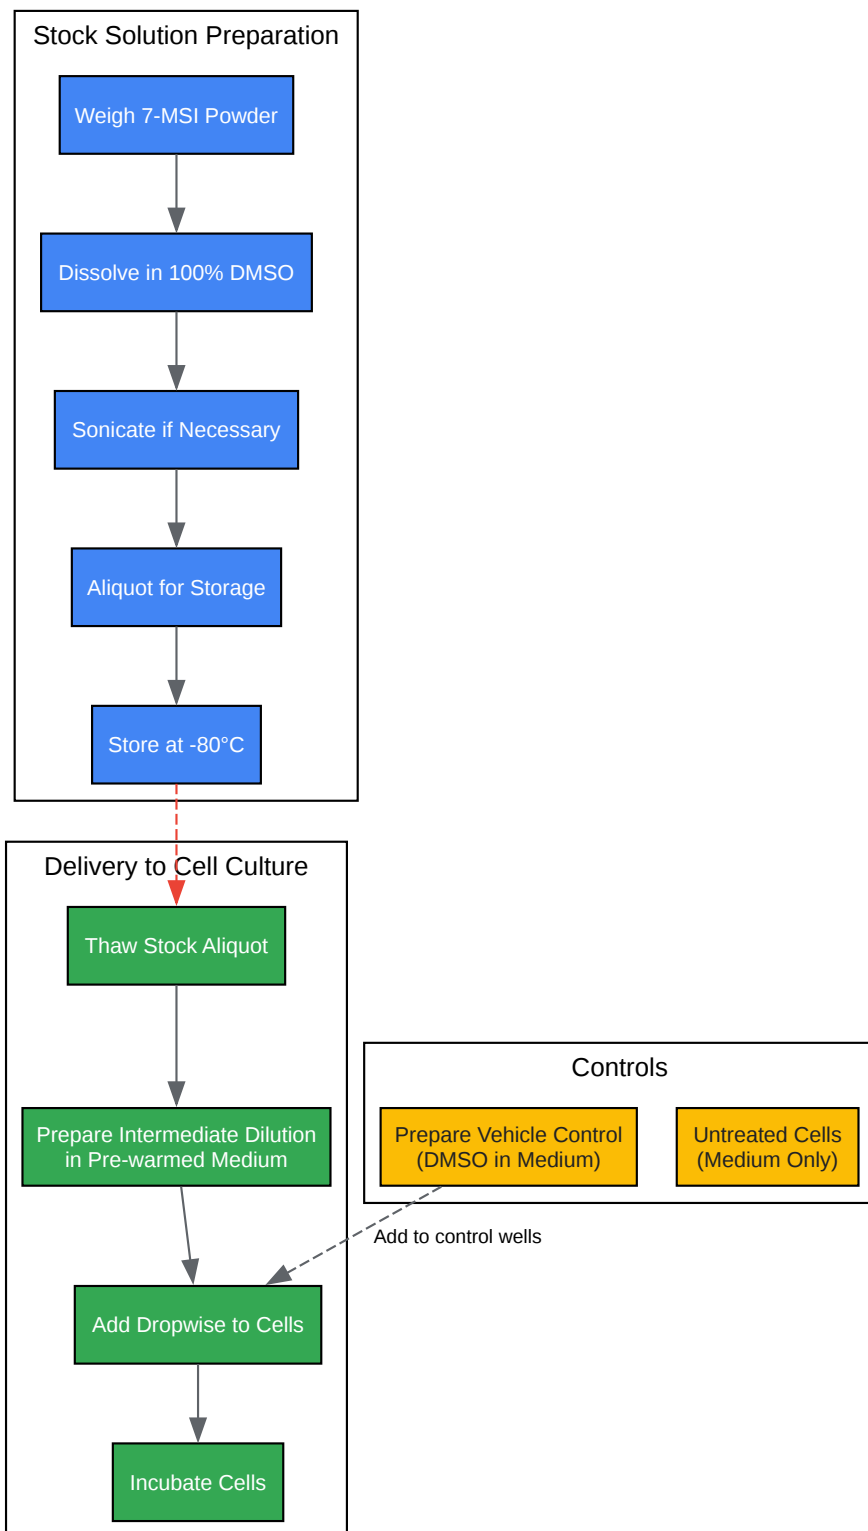 Stock Solution Preparation
Weigh 7-MSI Powder
Dissolve in 100% DMSO
Sonicate if Necessary
Aliquot for Storage
Store at -80°C
Delivery to Cell Culture
Thaw Stock Aliquot
Prepare Intermediate Dilution
in Pre-warmed Medium
Controls
Prepare Vehicle Control
(DMSO in Medium)
Untreated Cells
(Medium Only)
Add to control wells
Add Dropwise to Cells
Incubate Cells